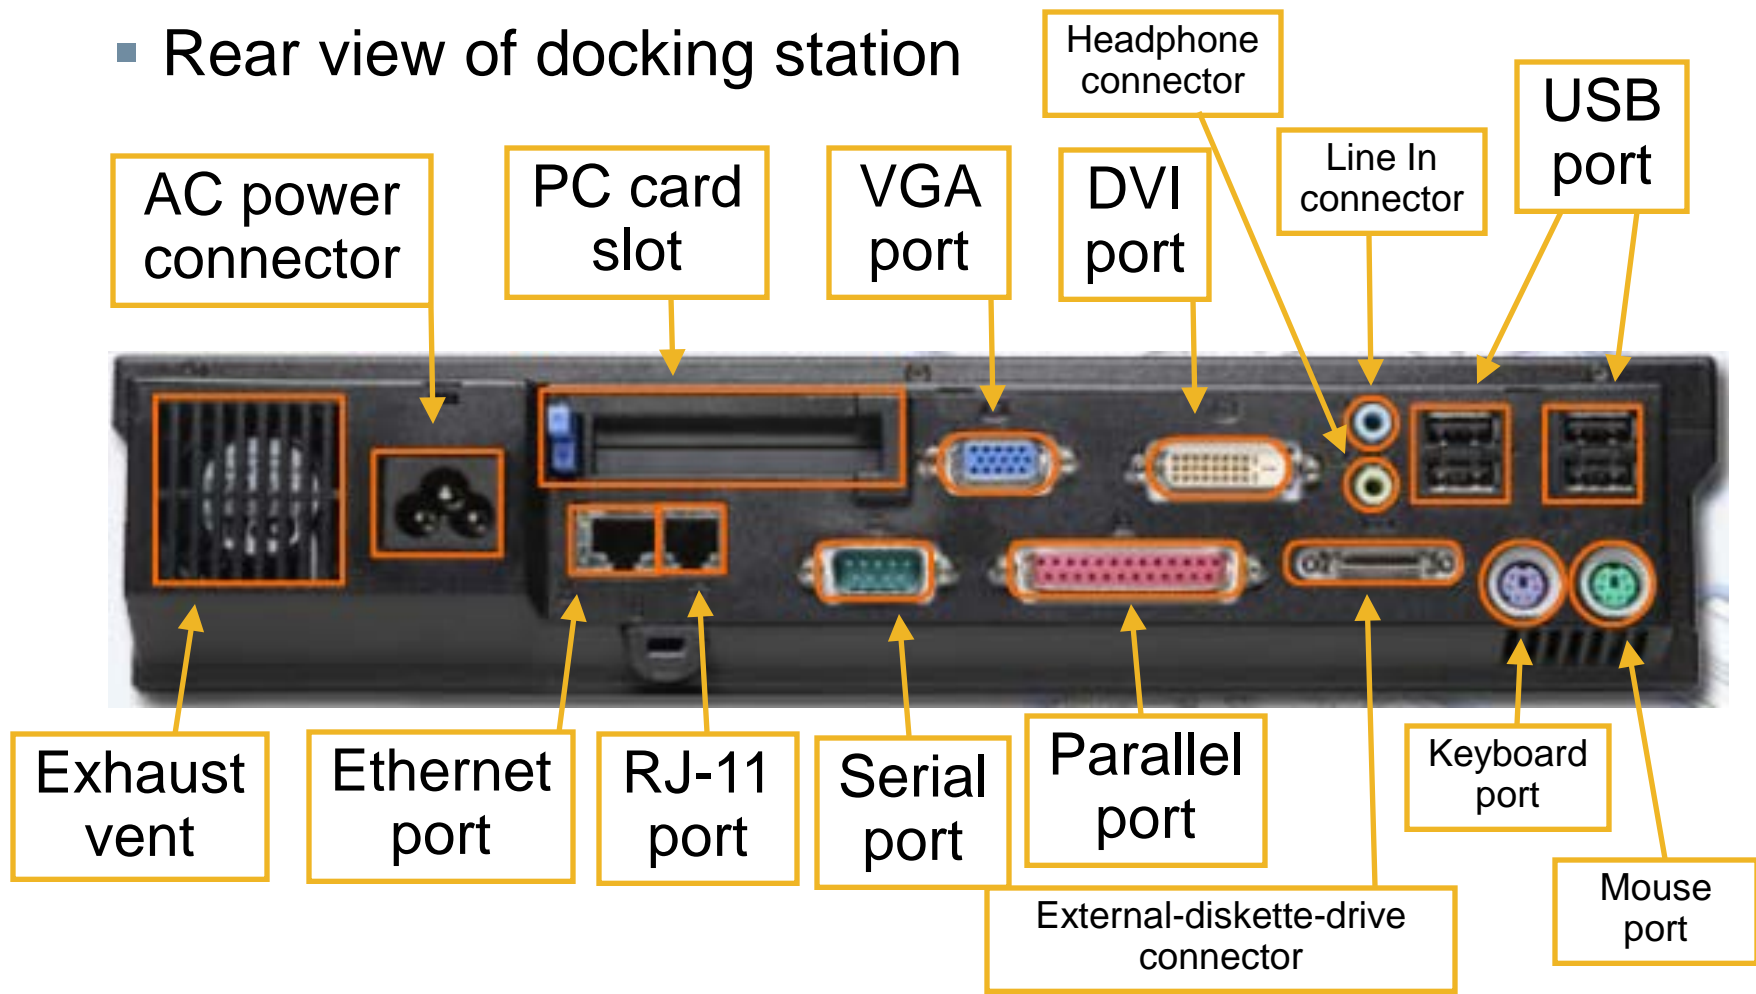 Rear view of docking station
Headphone
connector
USB
port
Line In
connector
AC power
connector
PC card
slot
VGA
port
DVI
port
Exhaust
vent
Ethernet
port
RJ-11
port
Serial
port
Parallel
port
Keyboard
port
External-diskette-drive
connector
Mouse
port